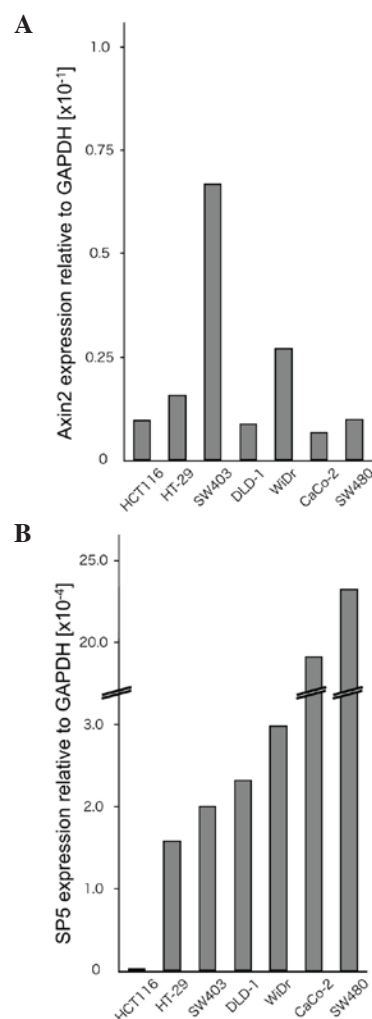 A
Axin2 expression relative to GAPDH [x10⁻¹]
1.0
0.75
0.5
0.25
0
HCT116
HT-29
SW403
DLD-1
WiDr
CaCo-2
SW480
B
SP5 expression relative to GAPDH [x10⁻⁴]
25.0
20.0
3.0
2.0
1.0
0
HCT116
HT-29
SW403
DLD-1
WiDr
CaCo-2
SW480